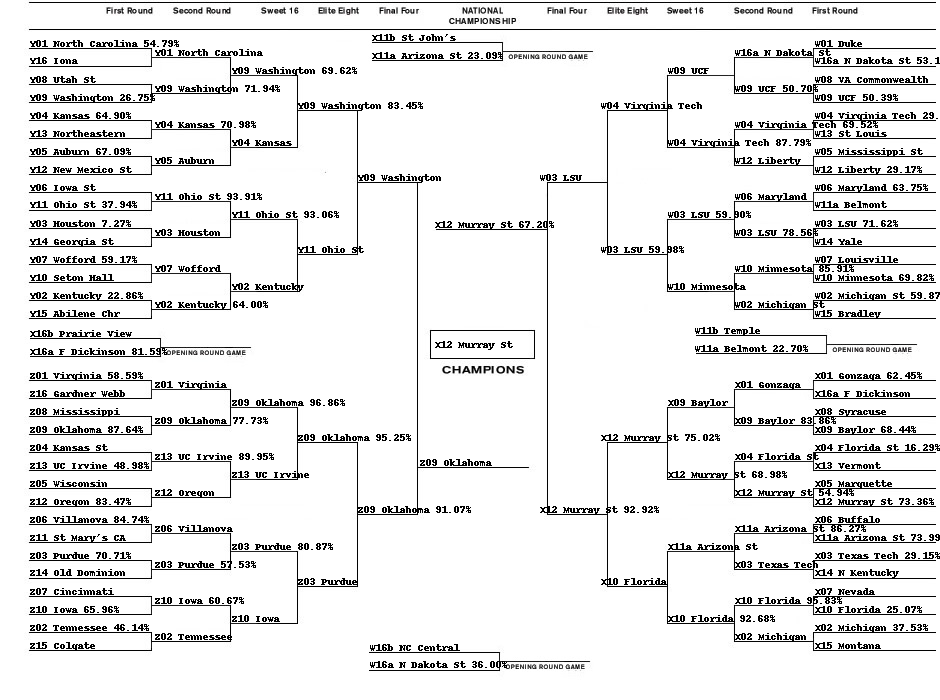 First Round Second Round Sweet 16 Elite Eight Final Four NATIONAL CHAMPIONSHIP Final Four Elite Eight Sweet 16 Second Round First Round
Y01 North Carolina 54.79%
Y16 Iona
Y08 Utah St
Y09 Washington 26.75%
Y04 Kansas 64.90%
Y13 Northeastern
Y05 Auburn 67.09%
Y12 New Mexico St
Y06 Iowa St
Y11 Ohio St 37.94%
Y03 Houston 7.27%
Y14 Georgia St
Y07 Wofford 59.17%
Y10 Seton Hall
Y02 Kentucky 22.86%
Y15 Abilene Chr
Y01 North Carolina
Y09 Washington 71.94%
Y04 Kansas 70.98%
Y05 Auburn
Y11 Ohio St 93.91%
Y03 Houston
Y07 Wofford
Y02 Kentucky 64.00%
Y09 Washington 69.62%
Y04 Kansas
Y11 Ohio St 93.06%
Y02 Kentucky
Y09 Washington 83.45%
Y11 Ohio St
Y09 Washington
X16b Prairie View
X16a F Dickinson 81.59%
OPENING ROUND GAME
Z01 Virginia 58.59%
Z16 Gardner Webb
Z08 Mississippi
Z09 Oklahoma 87.64%
Z04 Kansas St
Z13 UC Irvine 48.98%
Z05 Wisconsin
Z12 Oregon 83.47%
Z06 Villanova 84.74%
Z11 St Mary's CA
Z03 Purdue 70.71%
Z14 Old Dominion
Z07 Cincinnati
Z10 Iowa 65.96%
Z02 Tennessee 46.14%
Z15 Colgate
Z01 Virginia
Z09 Oklahoma 77.73%
Z13 UC Irvine 89.95%
Z12 Oregon
Z06 Villanova
Z03 Purdue 57.53%
Z10 Iowa 60.67%
Z02 Tennessee
Z09 Oklahoma 96.86%
Z13 UC Irvine
Z03 Purdue 80.87%
Z10 Iowa
Z09 Oklahoma 95.25%
Z03 Purdue
Z09 Oklahoma 91.07%
X11b St John's
X11a Arizona St 23.09%
OPENING ROUND GAME
X12 Murray St 67.20%
X12 Murray St
CHAMPIONS
Z09 Oklahoma
W16b NC Central
W16a N Dakota St 36.00%
OPENING ROUND GAME
W03 LSU
W04 Virginia Tech
W03 LSU 59.98%
W09 UCF
W04 Virginia Tech 87.79%
W03 LSU 59.90%
W10 Minnesota
W16a N Dakota St
W09 UCF 50.70%
W04 Virginia Tech 69.52%
W12 Liberty
W06 Maryland
W03 LSU 78.56%
W10 Minnesota 85.91%
W02 Michigan St
W01 Duke
W16a N Dakota St 53.1
W08 VA Commonwealth
W09 UCF 50.39%
W04 Virginia Tech 29.
W13 St Louis
W05 Mississippi St
W12 Liberty 29.17%
W06 Maryland 63.75%
W11a Belmont
W03 LSU 71.62%
W14 Yale
W07 Louisville
W10 Minnesota 69.82%
W02 Michigan St 59.87
W15 Bradley
W11b Temple
W11a Belmont 22.70%
OPENING ROUND GAME
X12 Murray St 92.92%
X12 Murray St 75.02%
X10 Florida
X09 Baylor
X12 Murray St 68.98%
X11a Arizona St
X10 Florida 92.68%
X01 Gonzaga
X09 Baylor 83.86%
X04 Florida St
X12 Murray St 54.94%
X11a Arizona St 86.27%
X03 Texas Tech
X10 Florida 95.83%
X02 Michigan
X01 Gonzaga 62.45%
X16a F Dickinson
X08 Syracuse
X09 Baylor 68.44%
X04 Florida St 16.29%
X13 Vermont
X05 Marquette
X12 Murray St 73.36%
X06 Buffalo
X11a Arizona St 73.99
X03 Texas Tech 29.15%
X14 N Kentucky
X07 Nevada
X10 Florida 25.07%
X02 Michigan 37.53%
X15 Montana